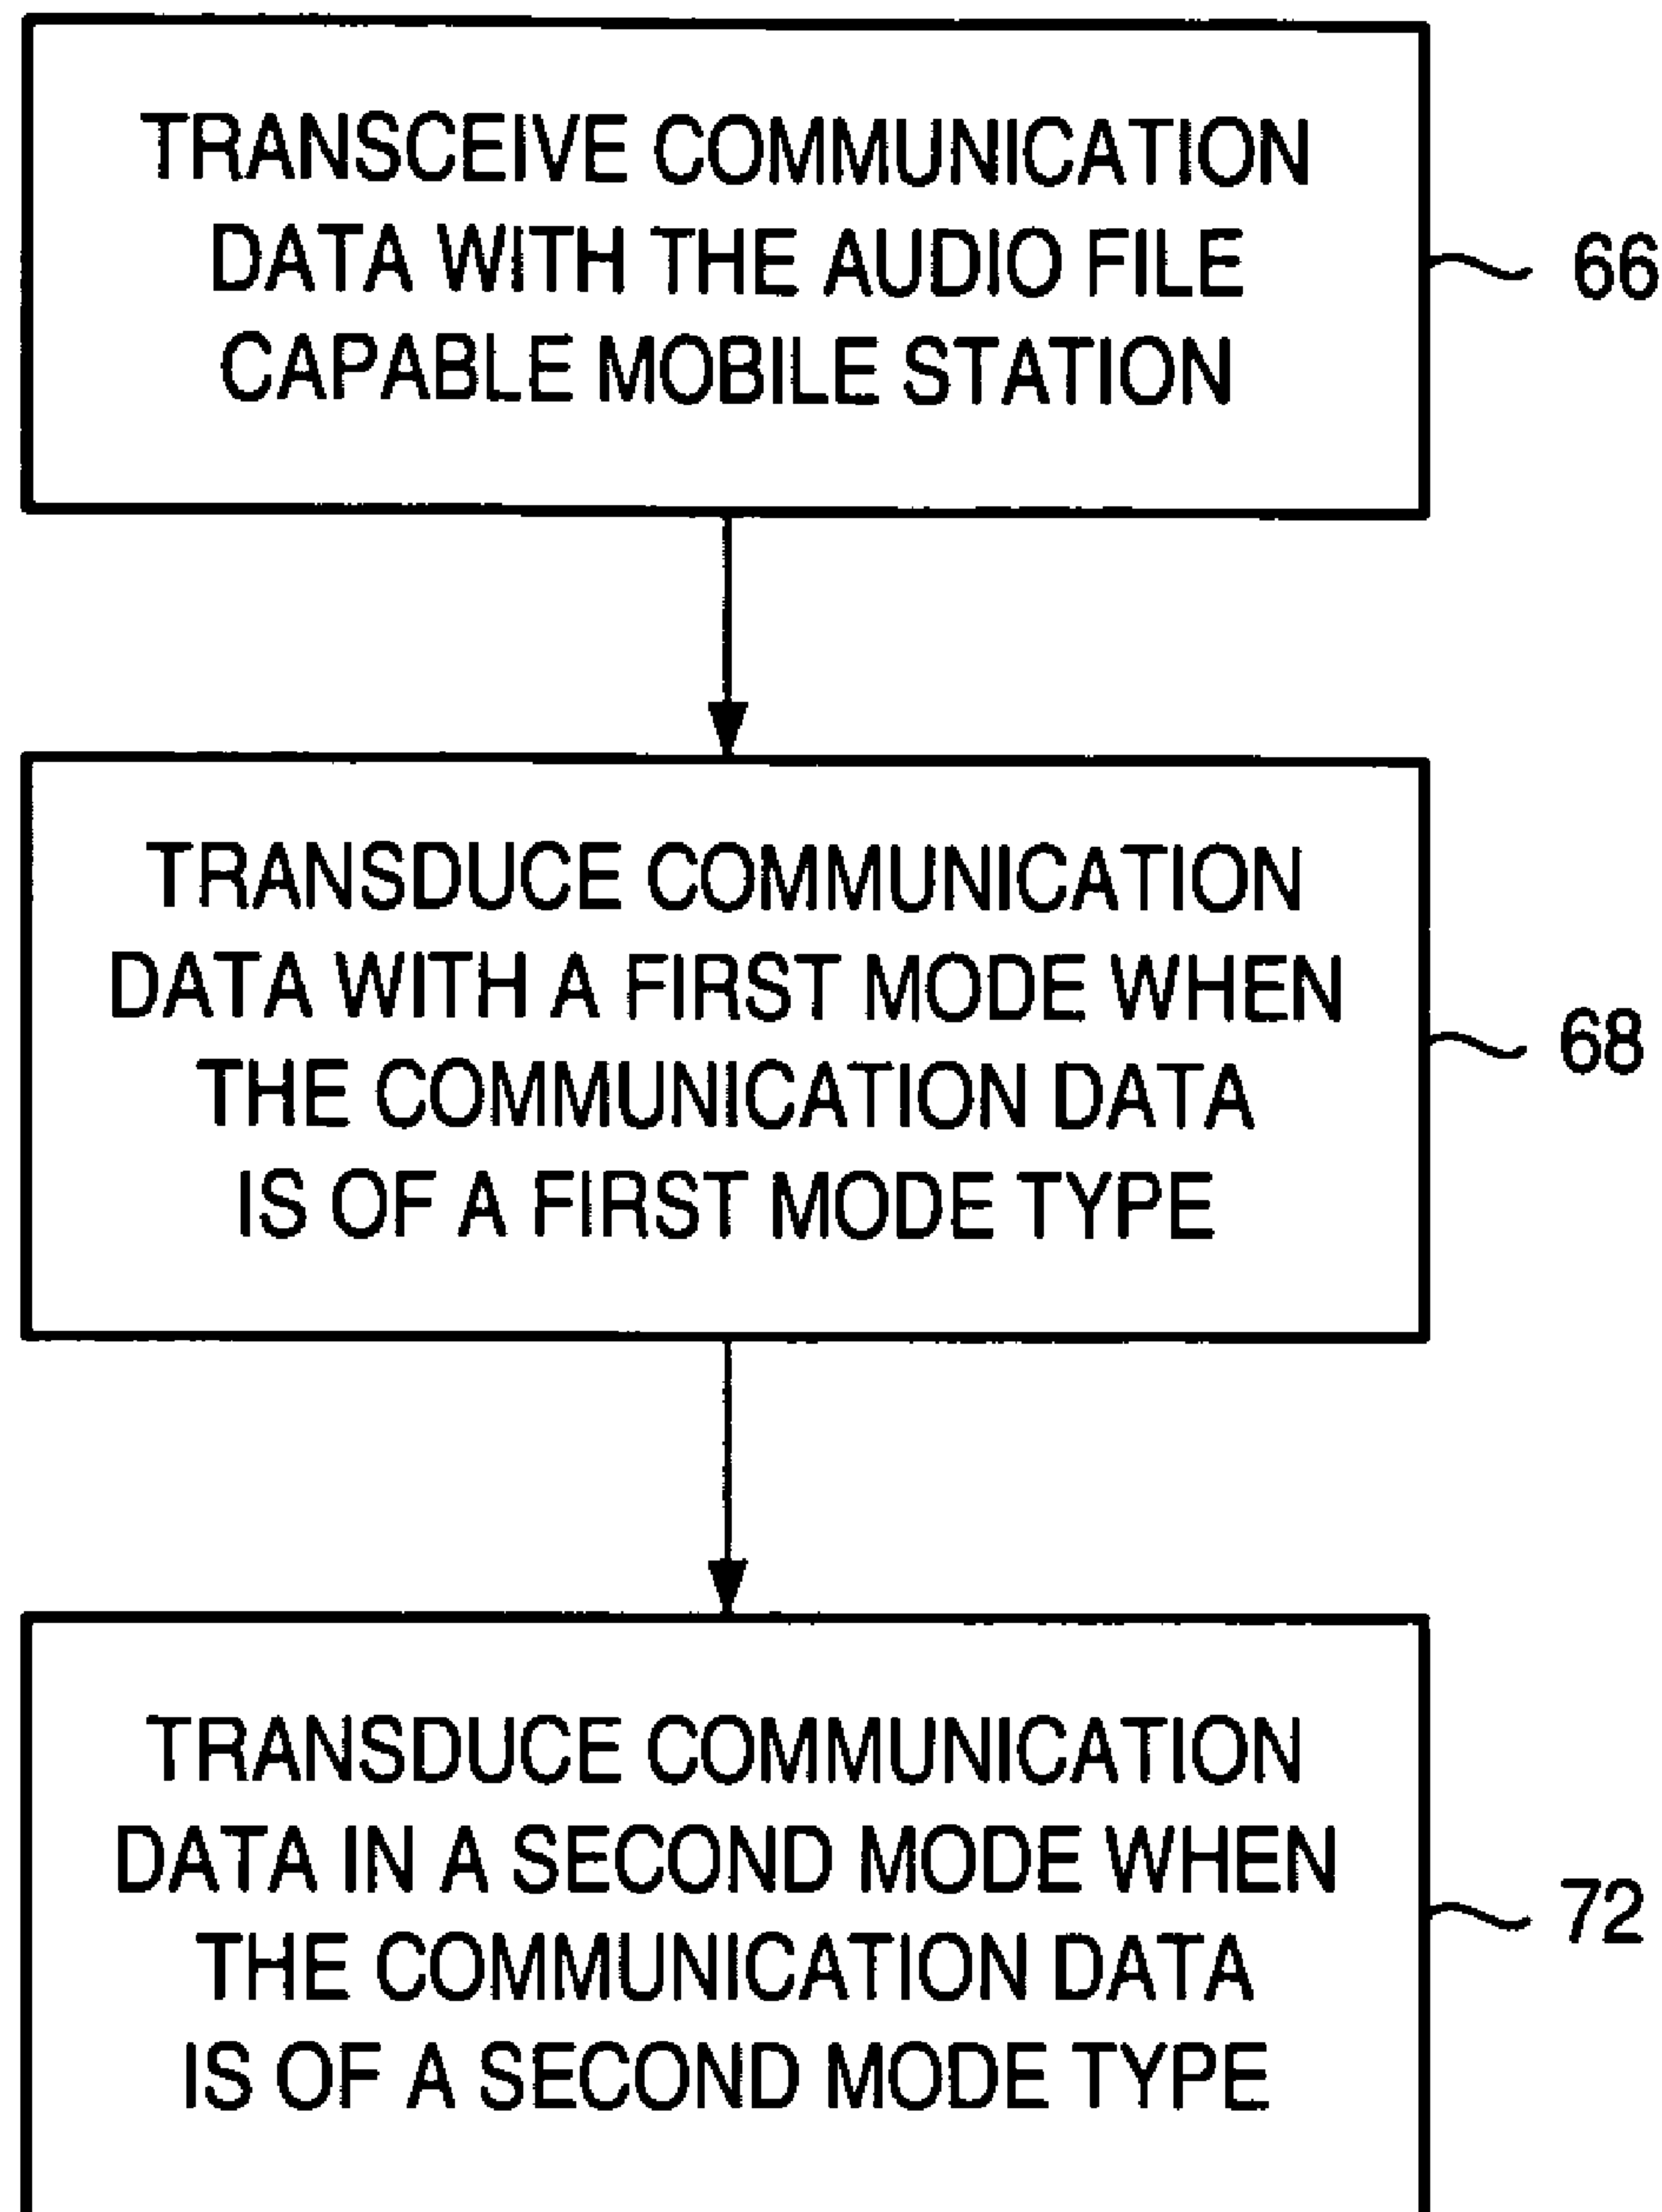 TRANSCEIVE COMMUNICATION
DATA WITH THE AUDIO FILE
CAPABLE MOBILE STATION
66
TRANSDUCE COMMUNICATION
DATA WITH A FIRST MODE WHEN
THE COMMUNICATION DATA
IS OF A FIRST MODE TYPE
68
TRANSDUCE COMMUNICATION
DATA IN A SECOND MODE WHEN
THE COMMUNICATION DATA
IS OF A SECOND MODE TYPE
72